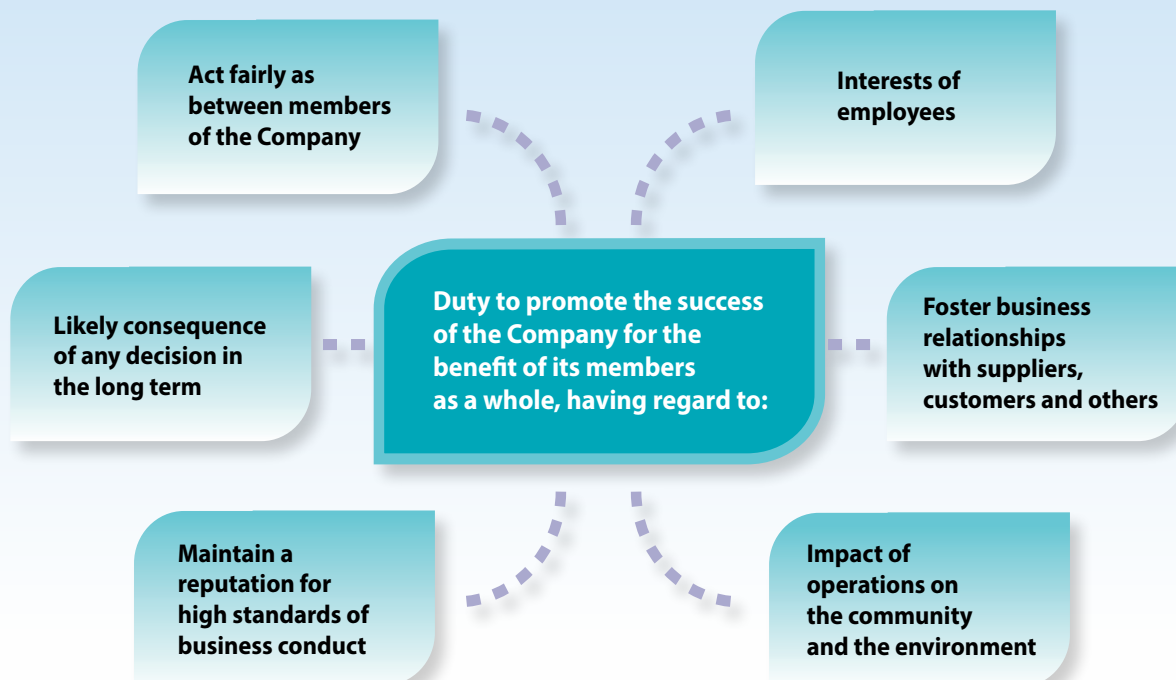 Act fairly as
between members
of the Company
Interests of
employees
Likely consequence
of any decision in
the long term
Duty to promote the success
of the Company for the
benefit of its members
as a whole, having regard to:
Foster business
relationships
with suppliers,
customers and others
Maintain a
reputation for
high standards of
business conduct
Impact of
operations on
the community
and the environment